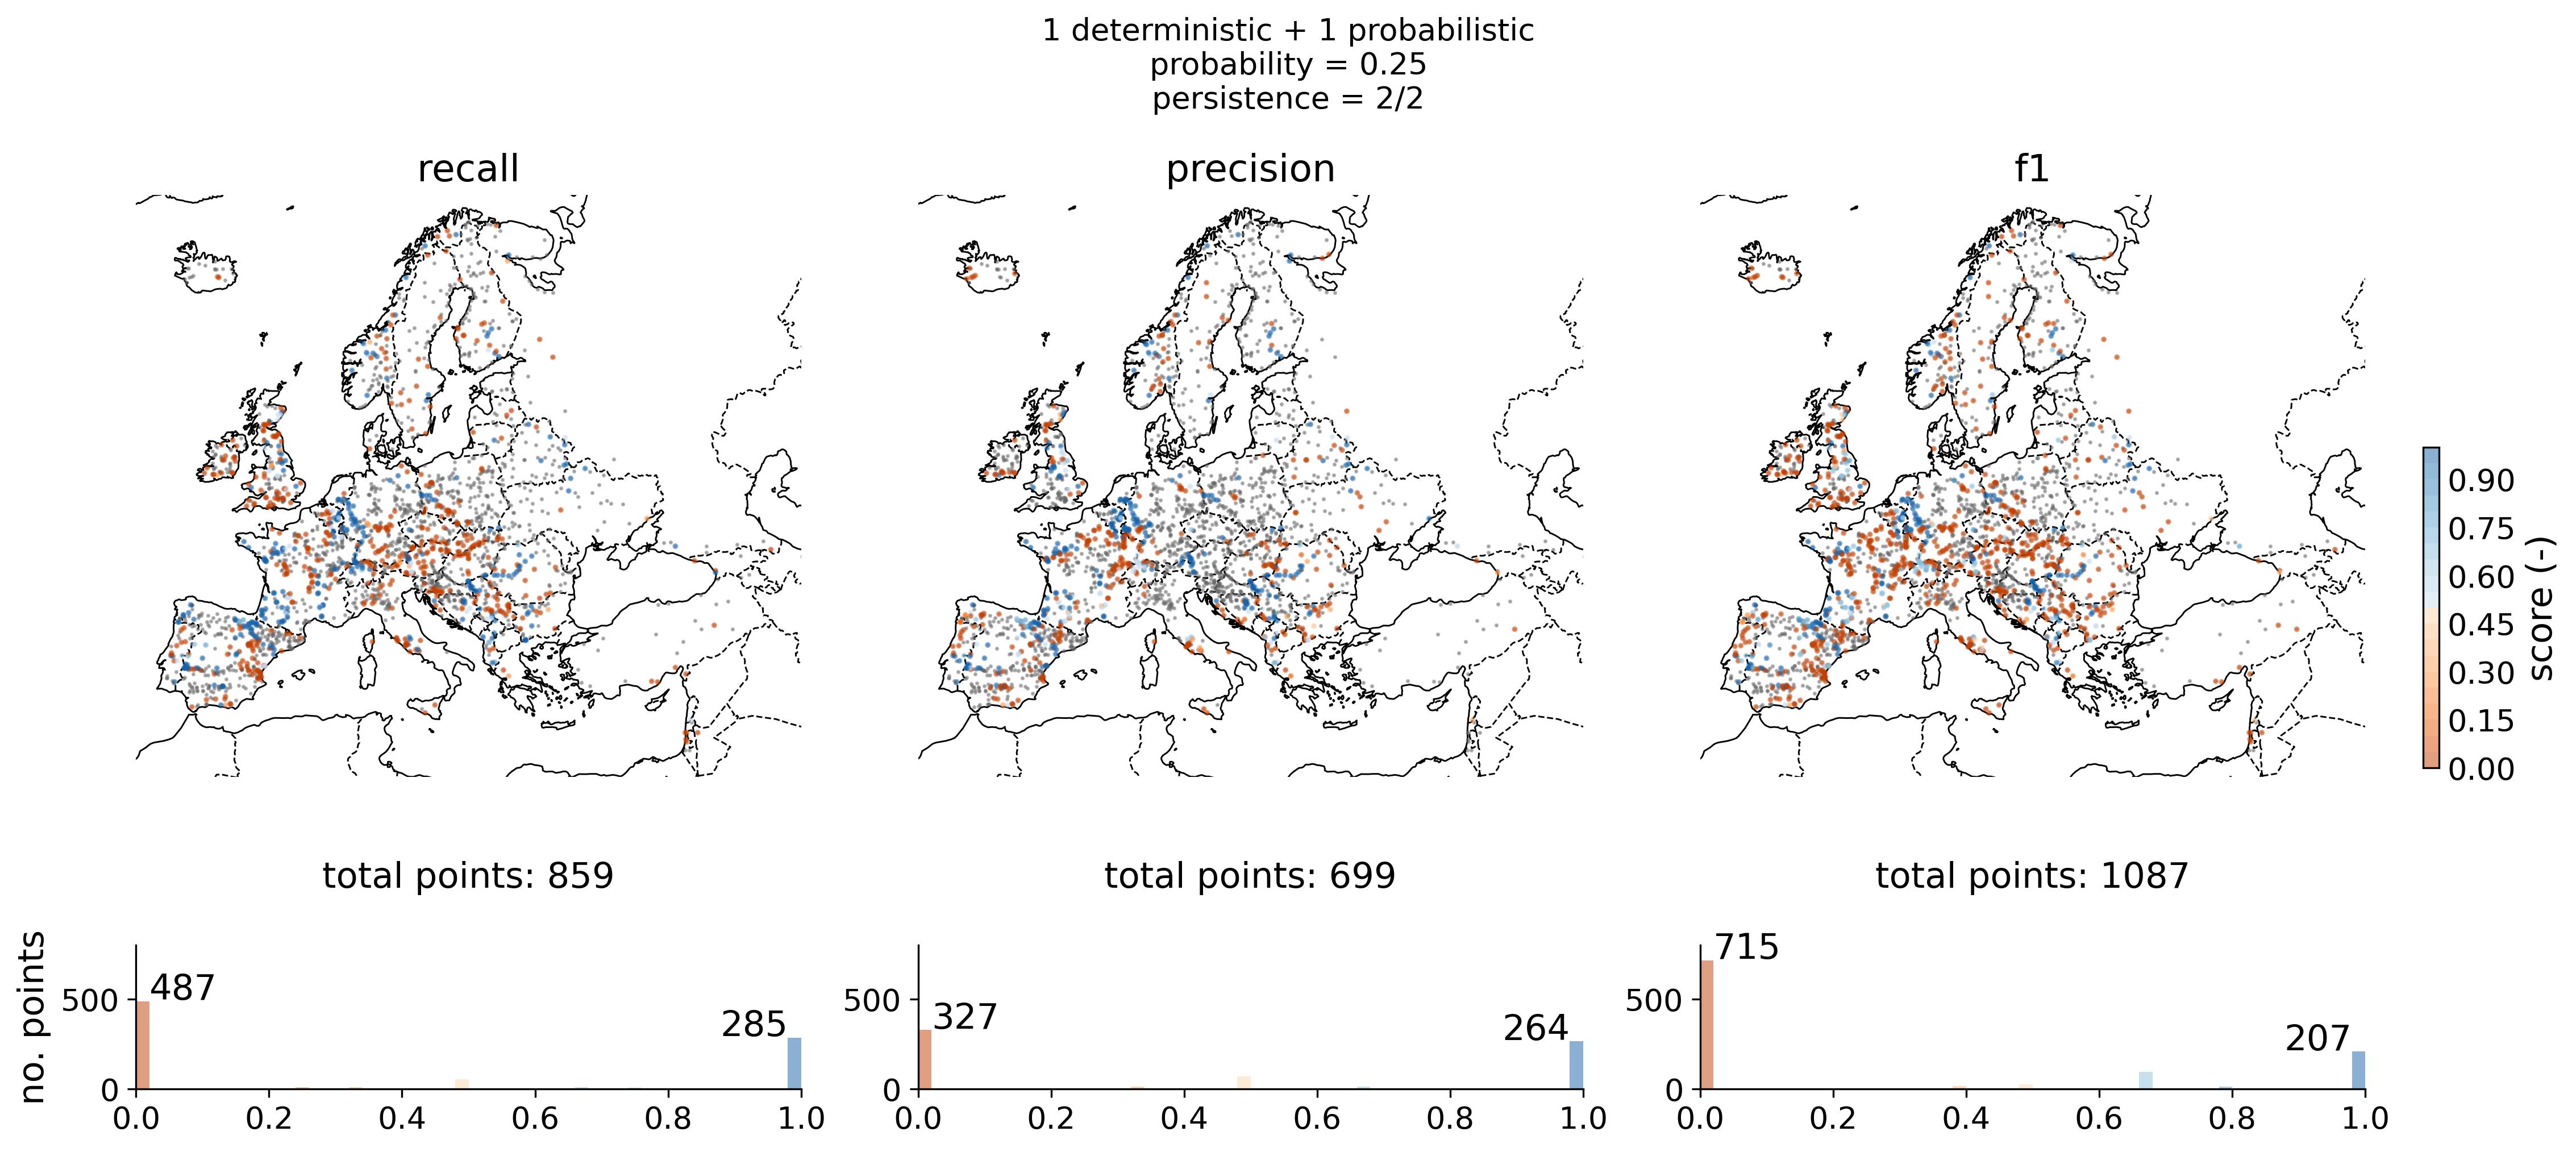 1 deterministic + 1 probabilistic
probability = 0.25
persistence = 2/2
recall
precision
f1
0.90
0.75
0.60
0.45
0.30
0.15
0.00
score (-)
total points: 859
total points: 699
total points: 1087
no. points
500
0
487
285
0.0 0.2 0.4 0.6 0.8 1.0
500
0
327
264
0.0 0.2 0.4 0.6 0.8 1.0
500
0
715
207
0.0 0.2 0.4 0.6 0.8 1.0